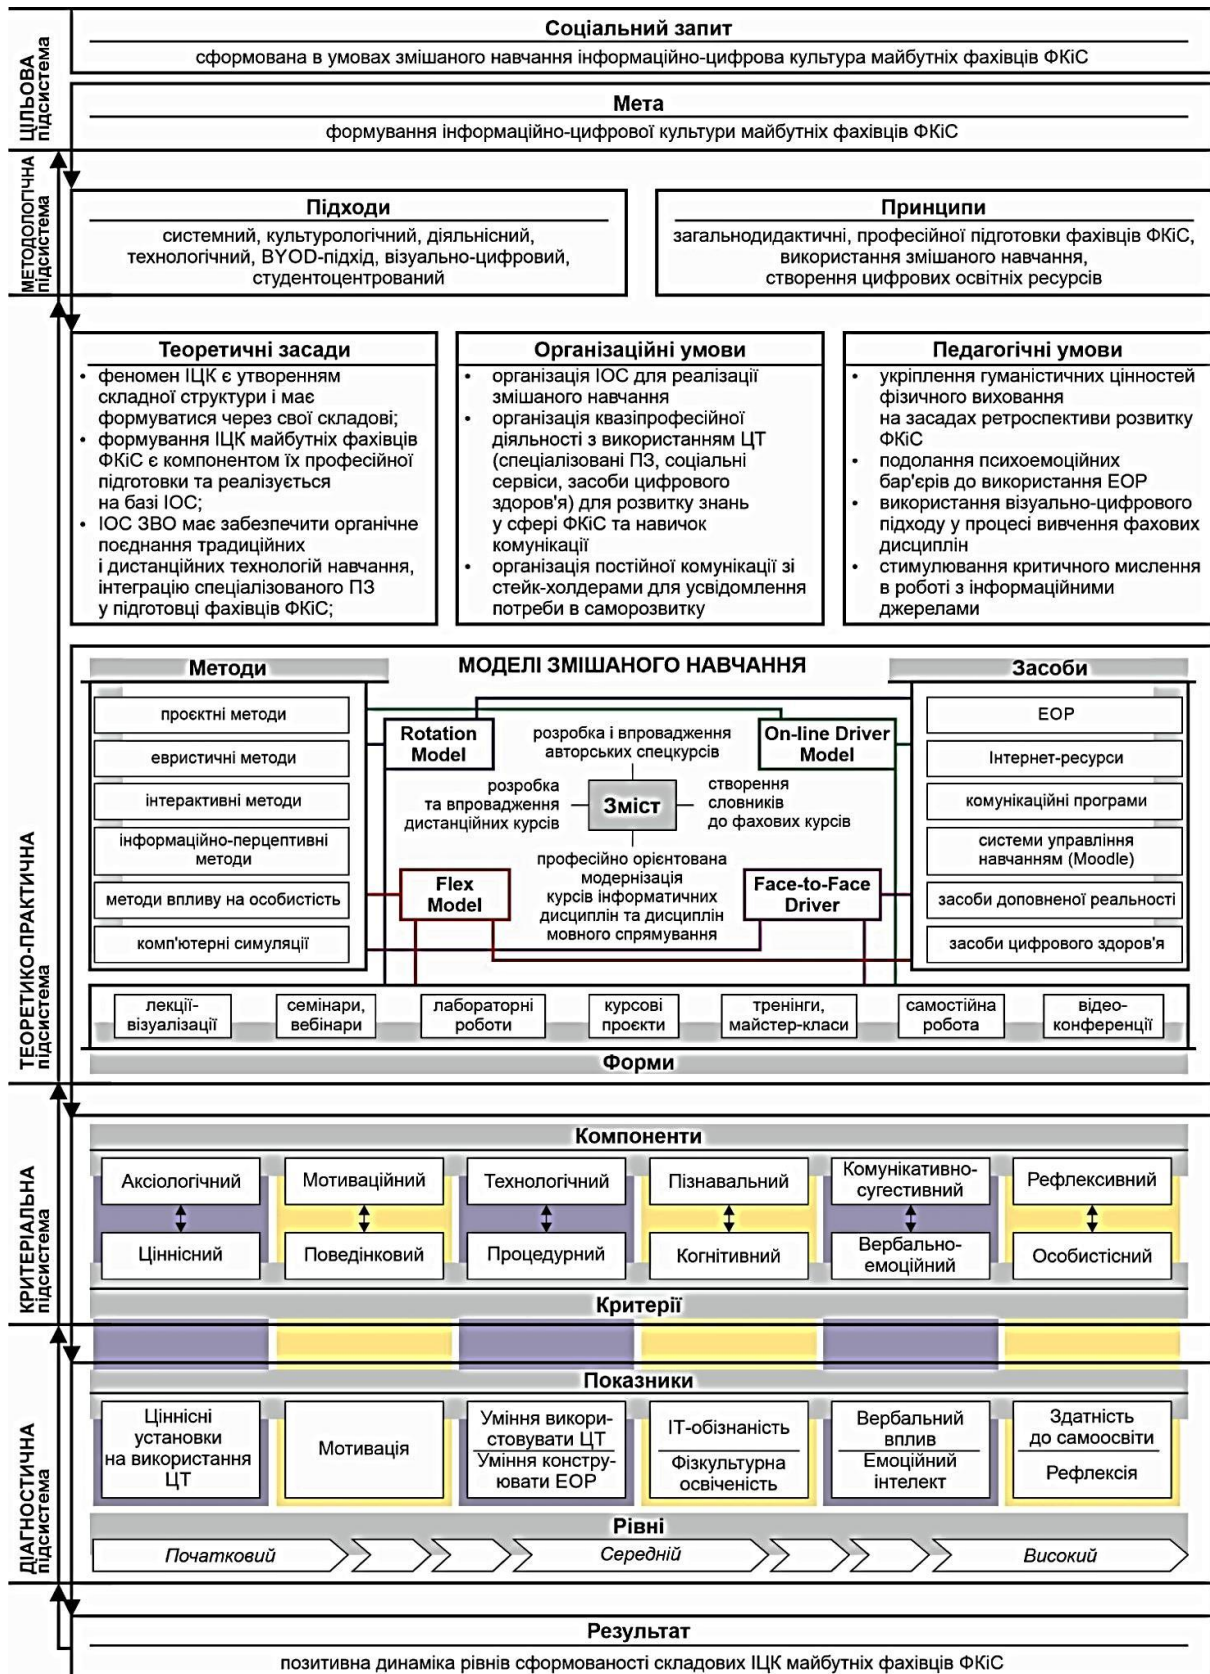 ЦІЛЬОВА
підсистема
Соціальний запит
сформована в умовах змішаного навчання інформаційно-цифрова культура майбутніх фахівців ФКіС
Мета
формування інформаційно-цифрової культури майбутніх фахівців ФКіС
МЕТОДОЛОГІЧНА
підсистема
Підходи
системний, культурологічний, діяльнісний,
технологічний, BYOD-підхід, візуально-цифровий,
студентоцентрований
Принципи
загальнодидактичні, професійної підготовки фахівців ФКіС,
використання змішаного навчання,
створення цифрових освітніх ресурсів
ТЕОРЕТИКО-ПРАКТИЧНА
підсистема
Теоретичні засади
• феномен ІЦК є утворенням
складної структури і має
формуватися через свої складові;
• формування ІЦК майбутніх фахівців
ФКіС є компонентом їх професійної
підготовки та реалізується
на базі ІОС;
• ІОС ЗВО має забезпечити органічне
поєднання традиційних
і дистанційних технологій навчання,
інтеграцію спеціалізованого ПЗ
у підготовці фахівців ФКіС;
Організаційні умови
• організація ІОС для реалізації
змішаного навчання
• організація квазіпрофесійної
діяльності з використанням ЦТ
(спеціалізовані ПЗ, соціальні
сервіси, засоби цифрового
здоров'я) для розвитку знань
у сфері ФКіС та навичок
комунікації
• організація постійної комунікації зі
стейк-холдерами для усвідомлення
потреби в саморозвитку
Педагогічні умови
• укріплення гуманістичних цінностей
фізичного виховання
на засадах ретроспективи розвитку
ФКіС
• подолання психоемоційних
бар'єрів до використання ЕОР
• використання візуально-цифрового
підходу у процесі вивчення фахових
дисциплін
• стимулювання критичного мислення
в роботі з інформаційними
джерелами
МОДЕЛІ ЗМІШАНОГО НАВЧАННЯ
Методи
проєктні методи
евристичні методи
інтерактивні методи
інформаційно-перцептивні
методи
методи впливу на особистість
комп'ютерні симуляції
Rotation
Model
розробка і впровадження
авторських спецкурсів
On-line Driver
Model
розробка
та впровадження
дистанційних курсів
Зміст
створення
словників
до фахових курсів
Flex
Model
професійно орієнтована
модернізація
курсів інформатичних
дисциплін та дисциплін
мовного спрямування
Face-to-Face
Driver
Засоби
ЕОР
Інтернет-ресурси
комунікаційні програми
системи управління
навчанням (Moodle)
засоби доповненої реальності
засоби цифрового здоров'я
лекції-
візуалізації
семінари,
вебінари
лабораторні
роботи
курсові
проєкти
тренінги,
майстер-класи
самостійна
робота
відео-
конференції
Форми
КРИТЕРІАЛЬНА
підсистема
Компоненти
Аксіологічний
Мотиваційний
Технологічний
Пізнавальний
Комунікативно-
сугестивний
Рефлексивний
Ціннісний
Поведінковий
Процедурний
Когнітивний
Вербально-
емоційний
Особистісний
Критерії
ДІАГНОСТИЧНА
підсистема
Показники
Ціннісні
установки
на використання
ЦТ
Мотивація
Уміння викори-
стовувати ЦТ
Уміння констру-
ювати ЕОР
ІТ-обізнаність
Фізкультурна
освіченість
Вербальний
вплив
Емоційний
інтелект
Здатність
до самоосвіти
Рефлексія
Рівні
Початковий
Середній
Високий
Результат
позитивна динаміка рівнів сформованості складових ІЦК майбутніх фахівців ФКіС